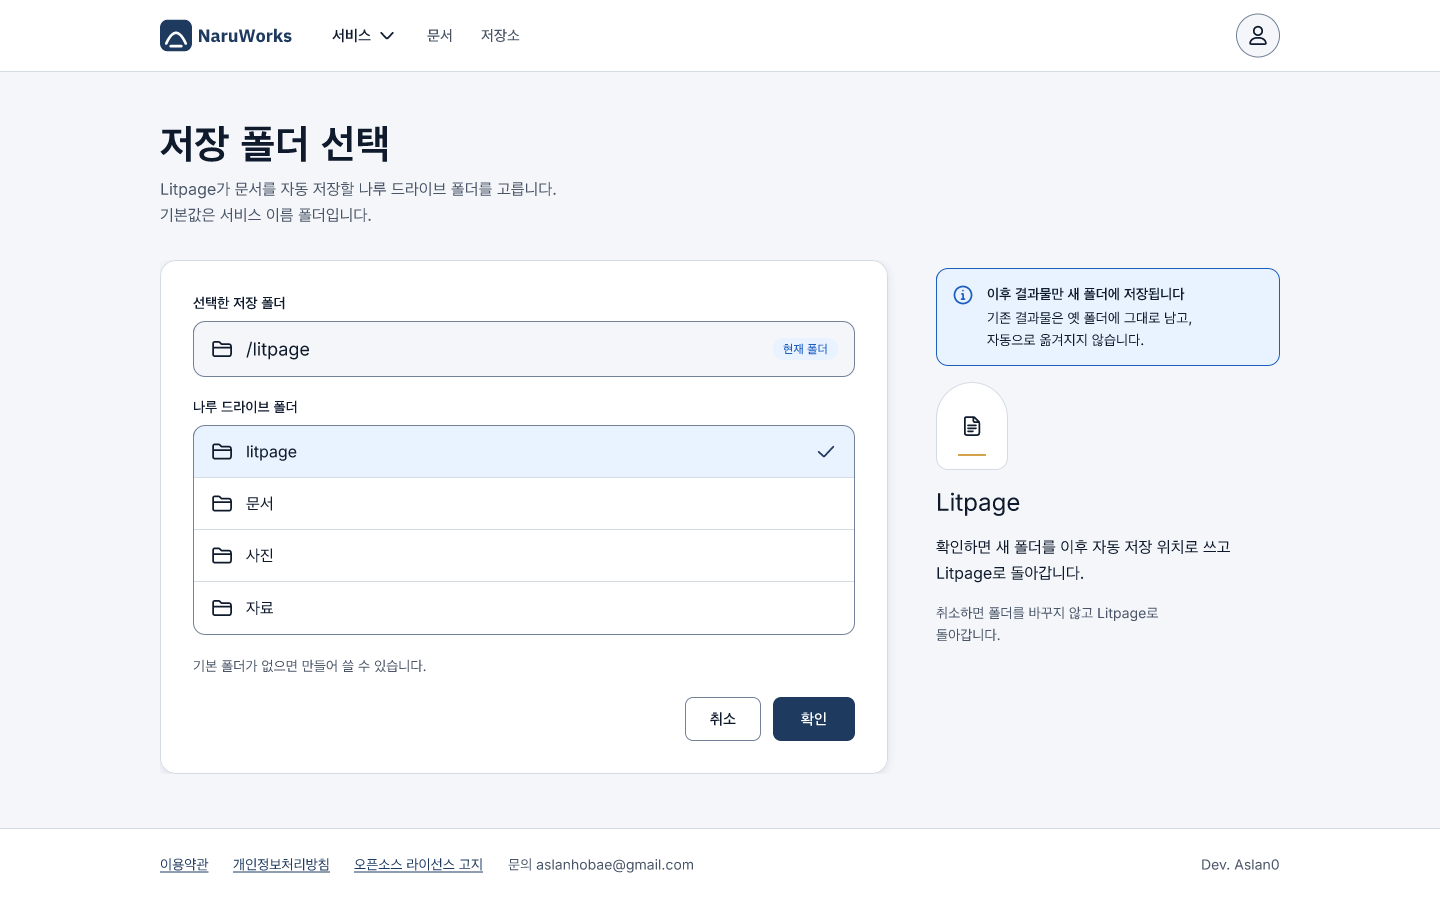 NaruWorks
서비스
문서
저장소
저장 폴더 선택
Litpage가 문서를 자동 저장할 나루 드라이브 폴더를 고릅니다.
기본값은 서비스 이름 폴더입니다.
선택한 저장 폴더
/litpage
현재 폴더
나루 드라이브 폴더
litpage
문서
사진
자료
기본 폴더가 없으면 만들어 쓸 수 있습니다.
취소
확인
이후 결과물만 새 폴더에 저장됩니다
기존 결과물은 옛 폴더에 그대로 남고,
자동으로 옮겨지지 않습니다.
Litpage
확인하면 새 폴더를 이후 자동 저장 위치로 쓰고
Litpage로 돌아갑니다.
취소하면 폴더를 바꾸지 않고 Litpage로
돌아갑니다.
이용약관
개인정보처리방침
오픈소스 라이선스 고지
문의 aslanhobae@gmail.com
Dev. Aslan0